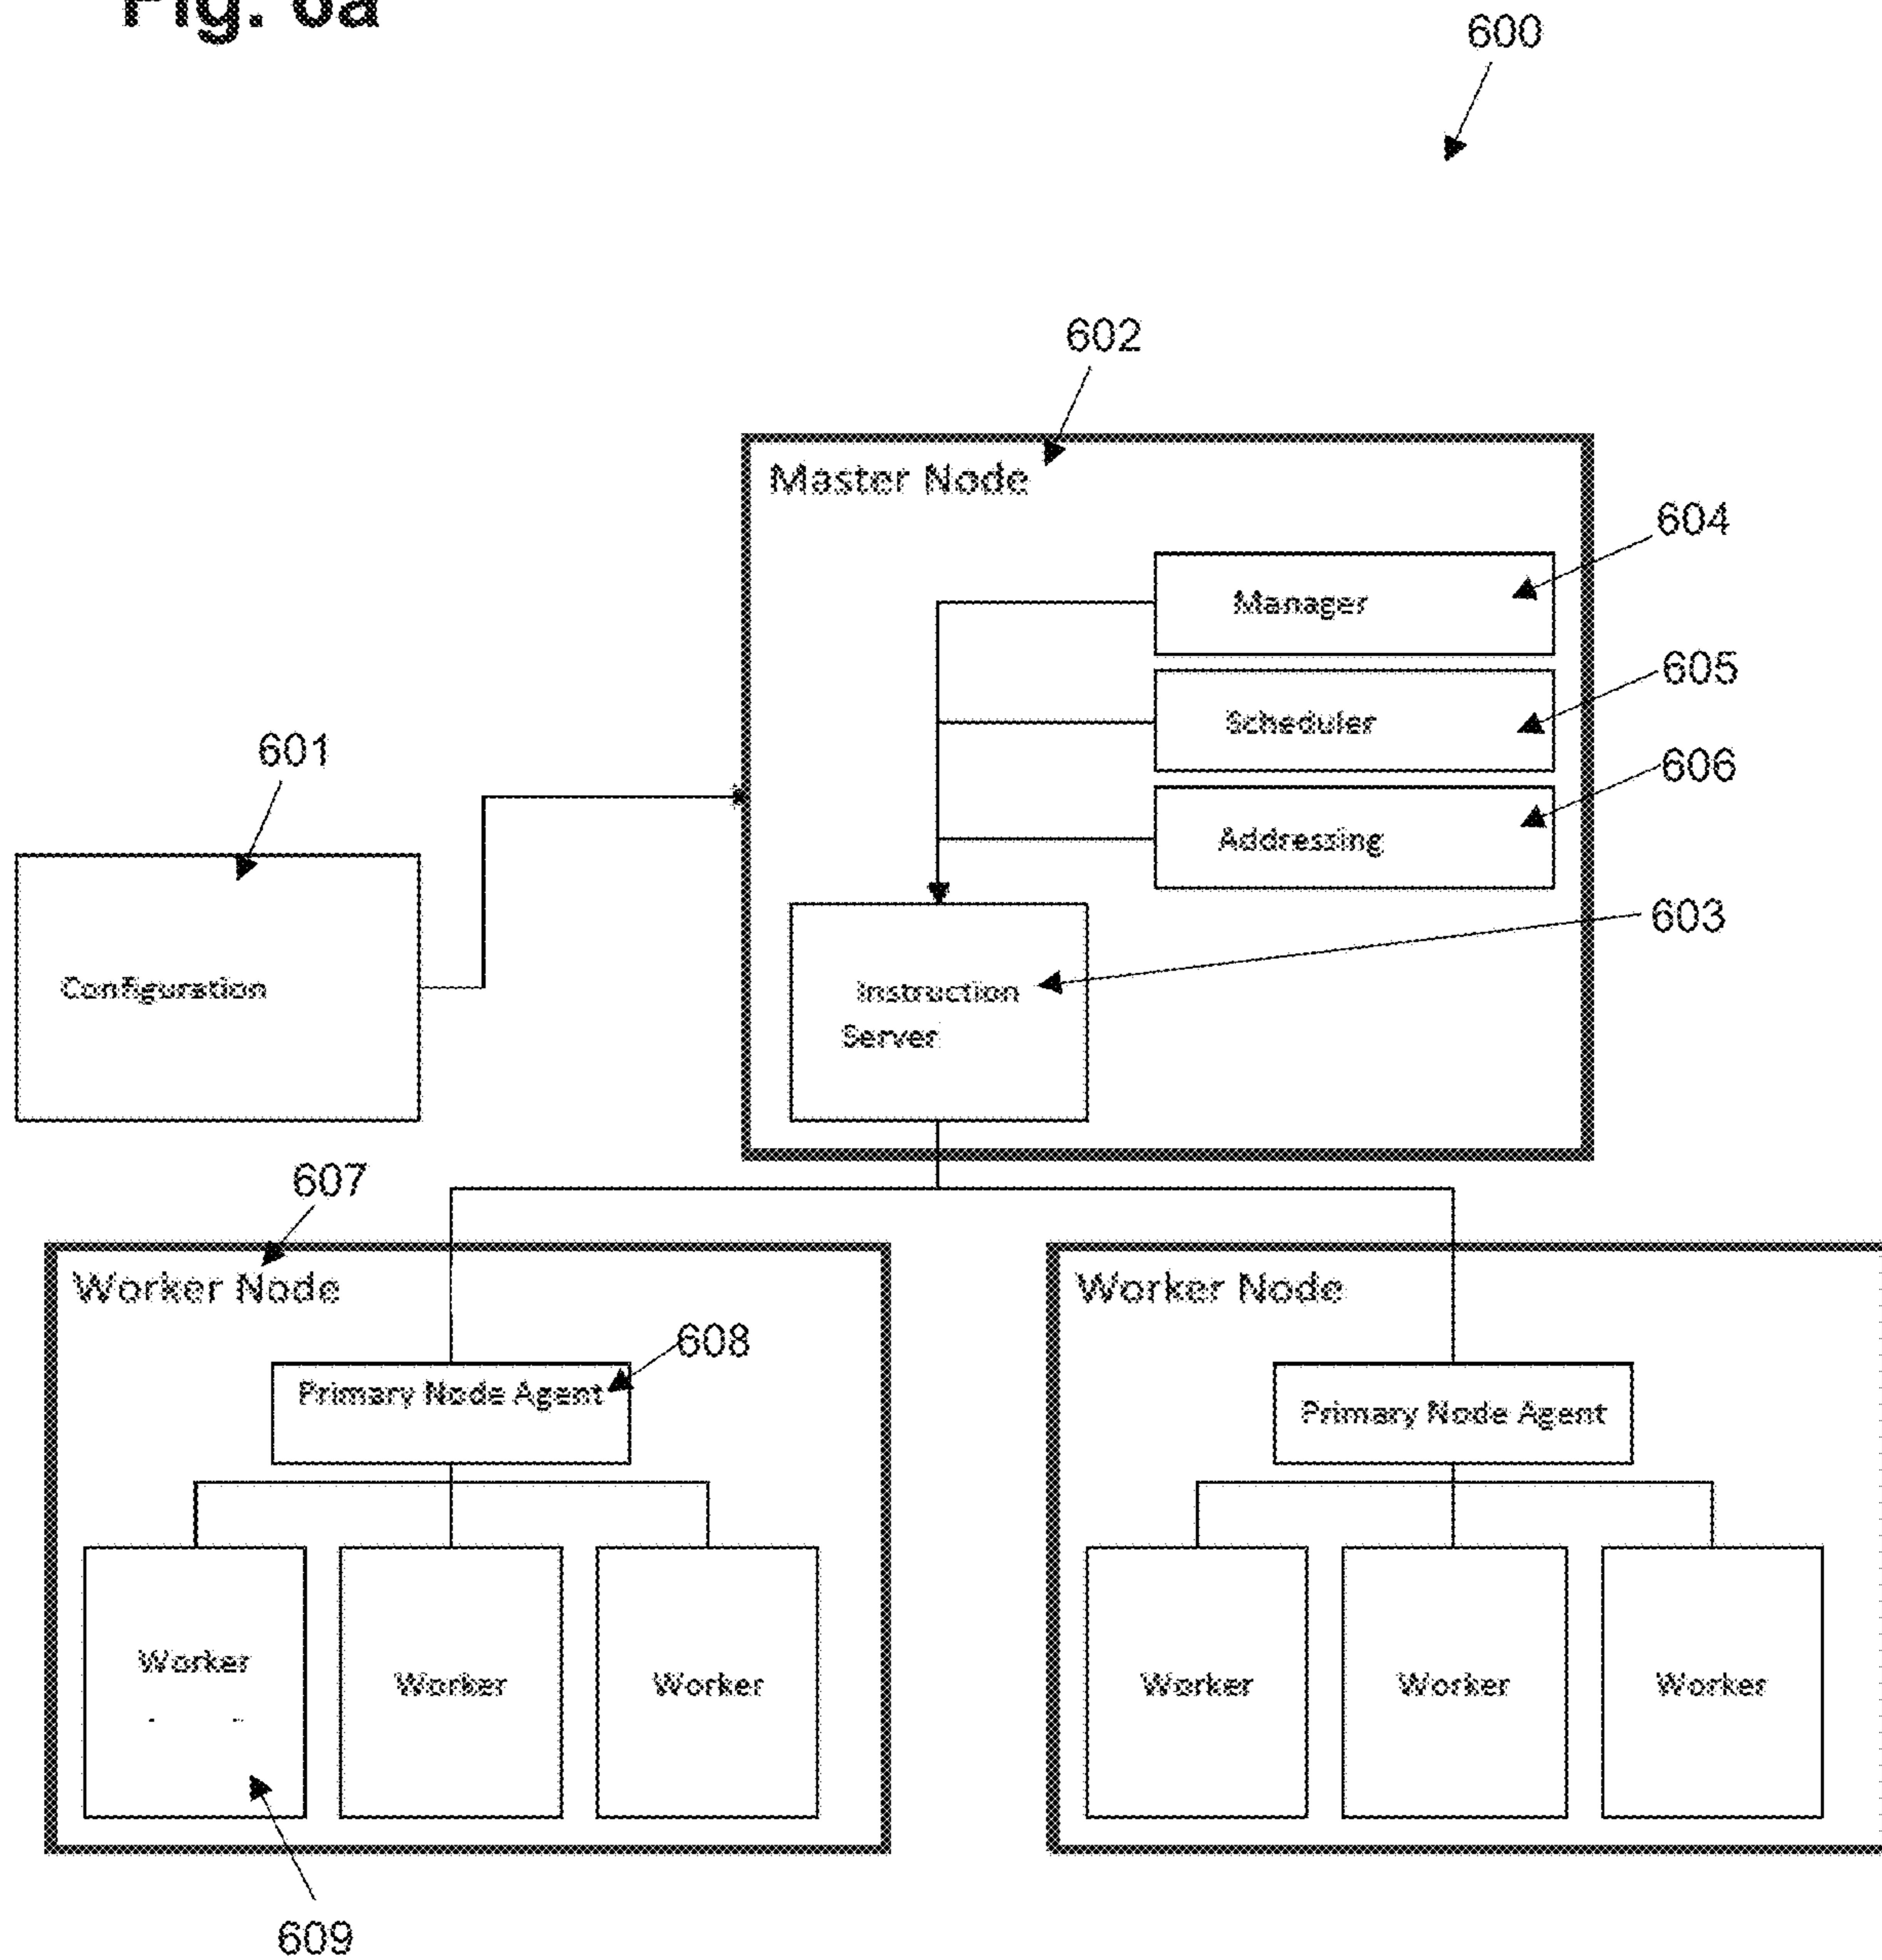 Fig. 6a
600
602
Master Node
604
Manager
605
Scheduler
601
606
Addressing
603
Configuration
Instruction
Server
607
Worker Node
Worker Node
608
Primary Node Agent
Primary Node Agent
Worker
Worker
Worker
Worker
Worker
Worker
609